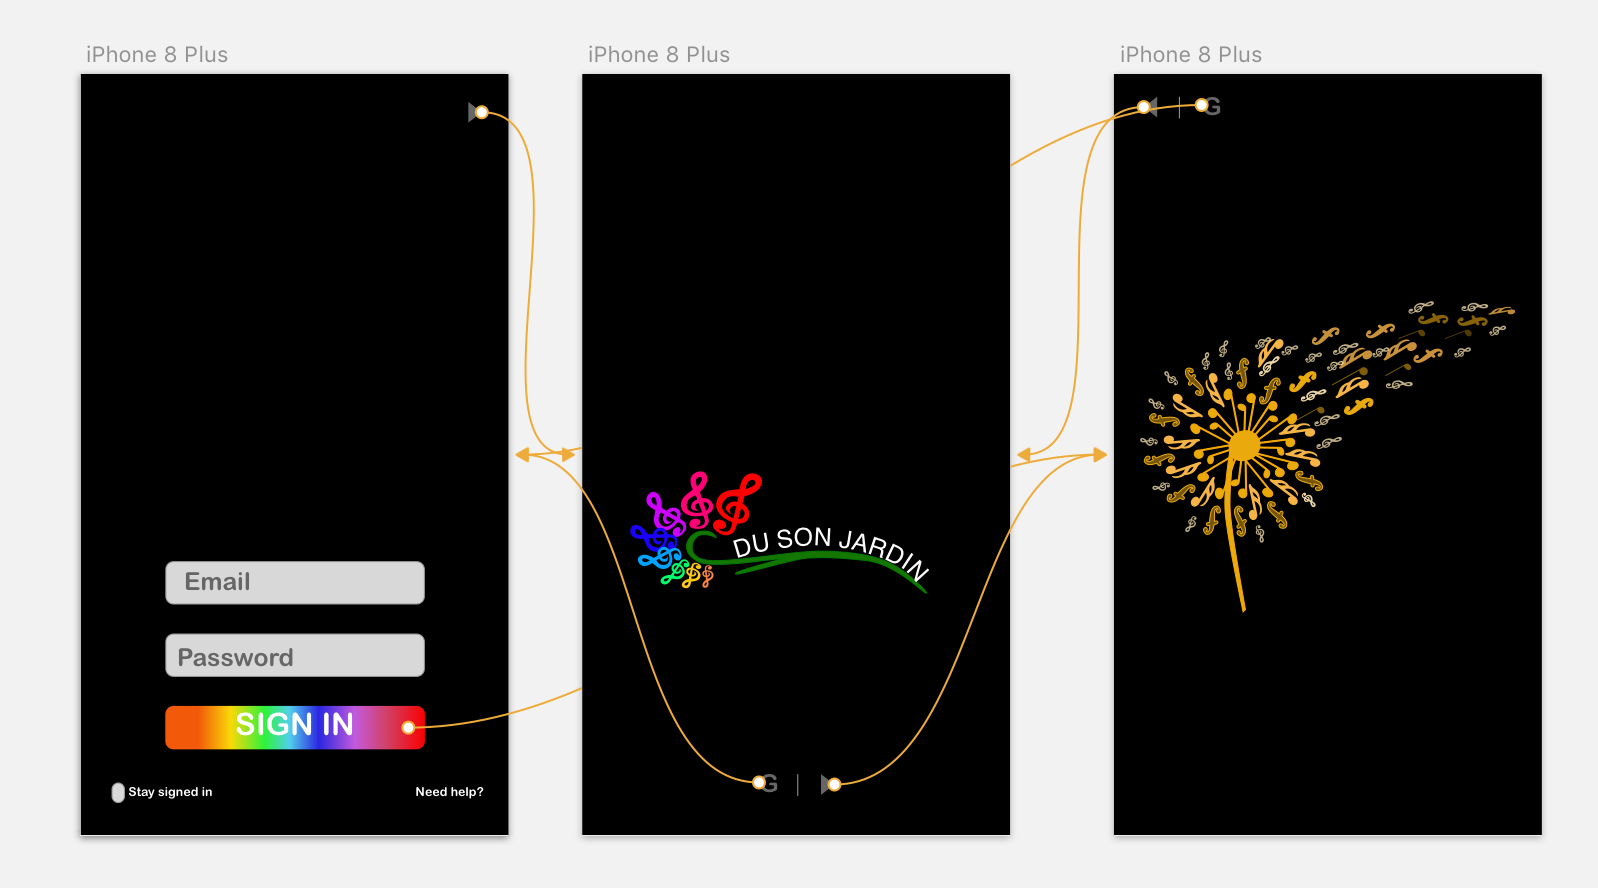 iPhone 8 Plus
iPhone 8 Plus
iPhone 8 Plus
Email
Password
SIGN IN
Stay signed in
Need help?
DU SON JARDIN
G
G